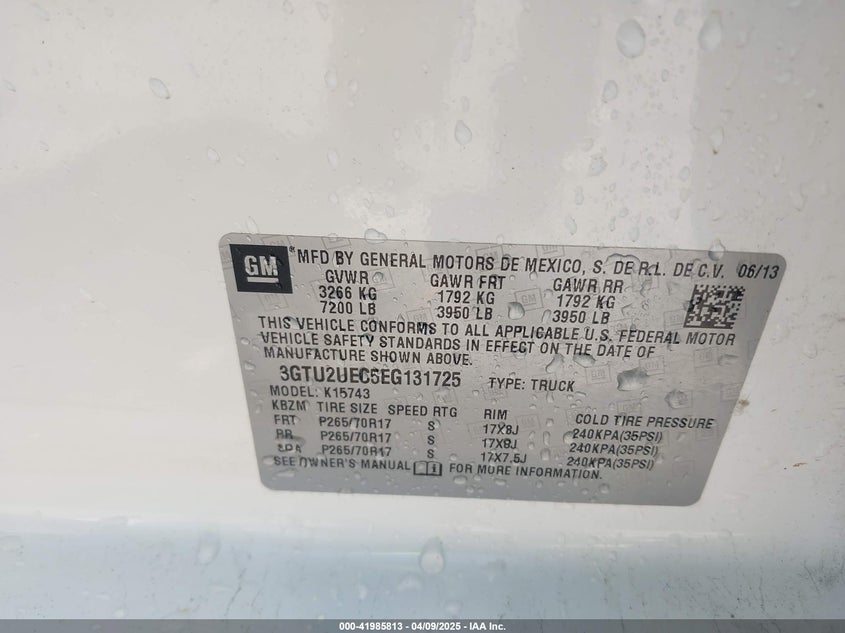 GM *MFD BY GENERAL MOTORS DE MEXICO, S. DE R.L. DE C.V. 06/13
GVWR GAWR FRT GAWR RR
3266 KG 1792 KG 1792 KG
7200 LB 3950 LB 3950 LB
THIS VEHICLE CONFORMS TO ALL APPLICABLE U.S. FEDERAL MOTOR
VEHICLE SAFETY STANDARDS IN EFFECT ON THE DATE OF
MANUFACTURE SHOWN ABOVE.
3GTU2UEC5EG131725 TYPE: TRUCK
MODEL: K15743
KBZM TIRE SIZE SPEED RTG RIM COLD TIRE PRESSURE
FRT P265/70R17 S 17X8J 240KPA(35PSI)
RR P265/70R17 S 17X9J 240KPA(35PSI)
SPA P265/70R17 S 17X7.5J 240KPA(35PSI)
SEE OWNER'S MANUAL FOR MORE INFORMATION.
000-41985813 - 04/09/2025 - IAA Inc.